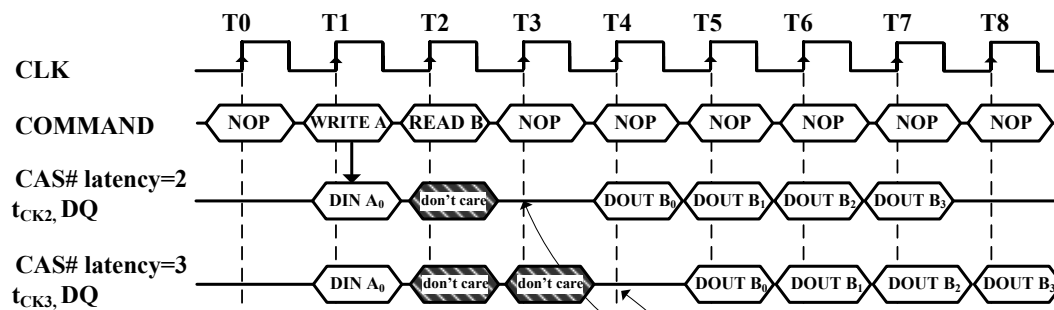 T0 T1 T2 T3 T4 T5 T6 T7 T8
CLK
COMMAND NOP WRITE A READ B NOP NOP NOP NOP NOP NOP
CAS# latency=2
t_CK2, DQ DIN A₀ don't care DOUT B₀ DOUT B₁ DOUT B₂ DOUT B₃
CAS# latency=3
t_CK3, DQ DIN A₀ don't care don't care DOUT B₀ DOUT B₁ DOUT B₂ DOUT B₃